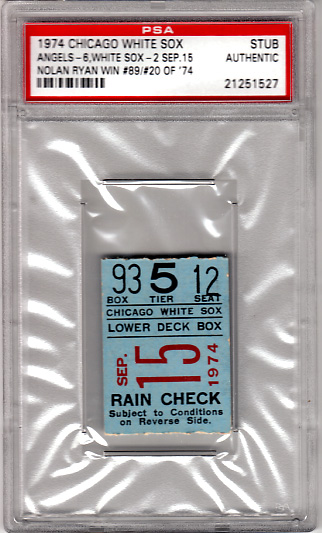 PSA
1974 CHICAGO WHITE SOX STUB
ANGELS-6,WHITE SOX-2 SEP.15 AUTHENTIC
NOLAN RYAN WIN #89/#20 OF '74
21251527
93 5 12
BOX TIER SEAT
CHICAGO WHITE SOX
LOWER DECK BOX
SEP. 15 1974
RAIN CHECK
Subject to Conditions
on Reverse Side.